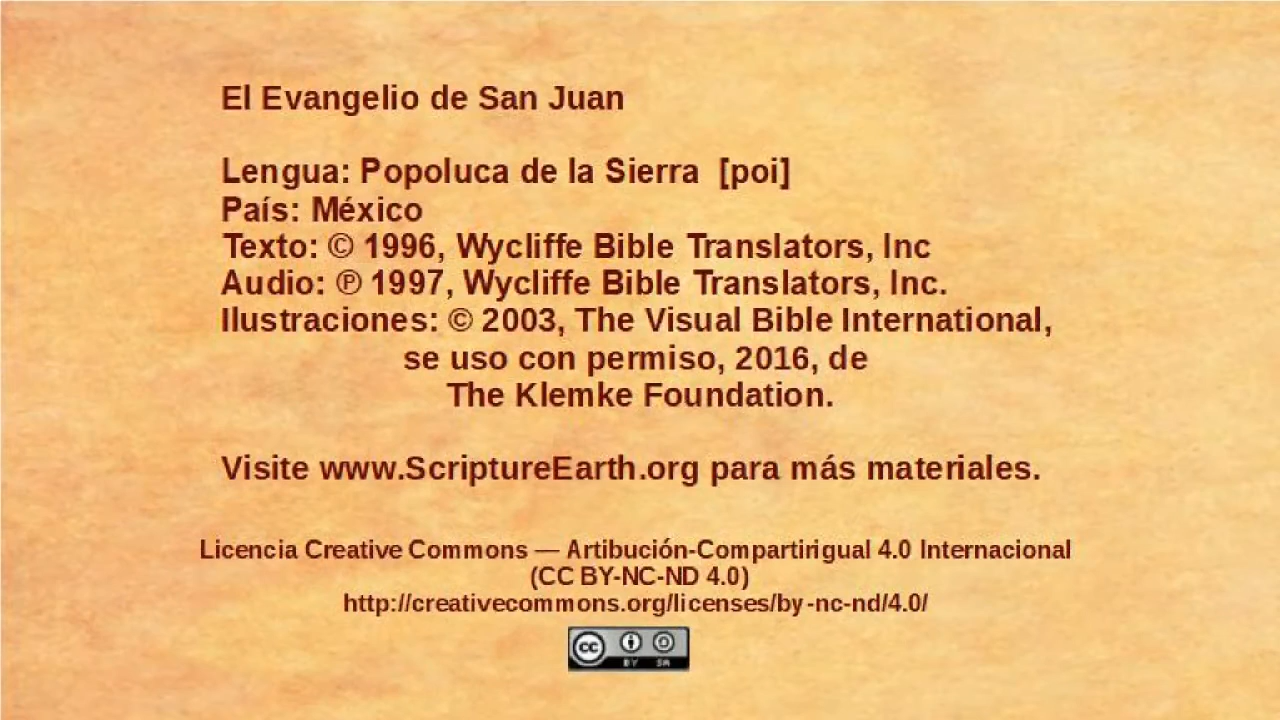 El Evangelio de San Juan
Lengua: Popoluca de la Sierra [poi]
País: México
Texto: © 1996, Wycliffe Bible Translators, Inc
Audio: ℗ 1997, Wycliffe Bible Translators, Inc.
Ilustraciones: © 2003, The Visual Bible International,
se uso con permiso, 2016, de
The Klemke Foundation.
Visite www.ScriptureEarth.org para más materiales.
Licencia Creative Commons — Artibución-Compartirigual 4.0 Internacional
(CC BY-NC-ND 4.0)
http://creativecommons.org/licenses/by-nc-nd/4.0/
cc BY SA